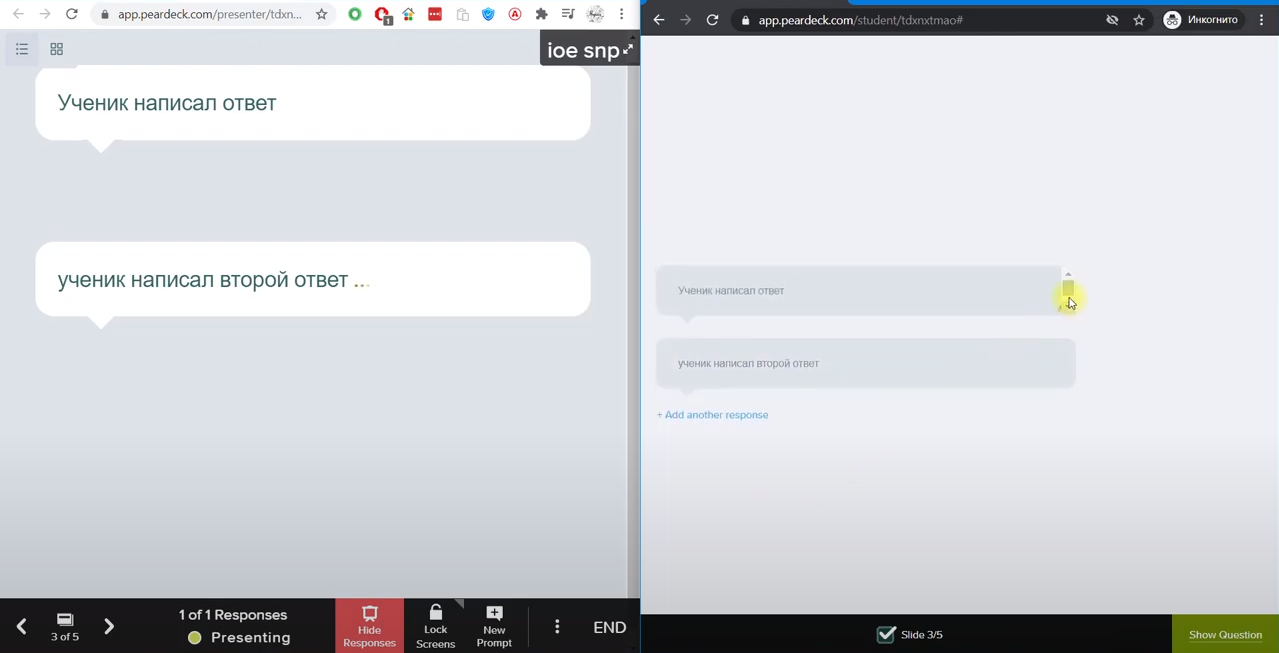 app.peardeck.com/presenter/tdxn...
1
ioe snp
Ученик написал ответ
ученик написал второй ответ ...
3 of 5
1 of 1 Responses
Presenting
Hide
Responses
Lock
Screens
New
Prompt
END
app.peardeck.com/student/tdxnxtmao#
Инкогнито
Ученик написал ответ
ученик написал второй ответ
+ Add another response
Slide 3/5
Show Question